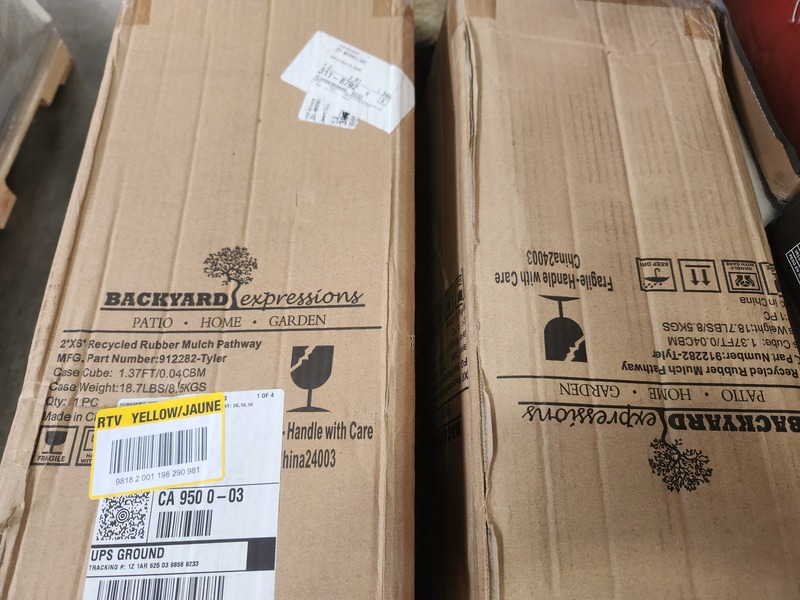 311-6792
BACKYARD expressions
PATIO • HOME • GARDEN
2'X6' Recycled Rubber Mulch Pathway
MFG. Part Number:912282-Tyler
Case Cube: 1.37FT/0.04CBM
Case Weight:18.7LBS/8.5KGS
Qty: 1 PC
Made in C
1 OF 4
RTV YELLOW/JAUNE
9818 2 001 198 290 981
FRAGILE
Handle with Care
hina24003
CA 950 0-03
UPS GROUND
TRACKING #: 1Z 1AR 626 03 9868 9233
BACKYARD expressions
PATIO • HOME • GARDEN
Recycled Rubber Mulch Pathway
Part Number:912282-Tyler
Cube: 1.37FT/0.04CBM
Weight:18.7LBS/8.5KGS
1 PC
in China
HANDLE WITH CARE
KEEP DRY
Fragile-Handle with Care
China24003